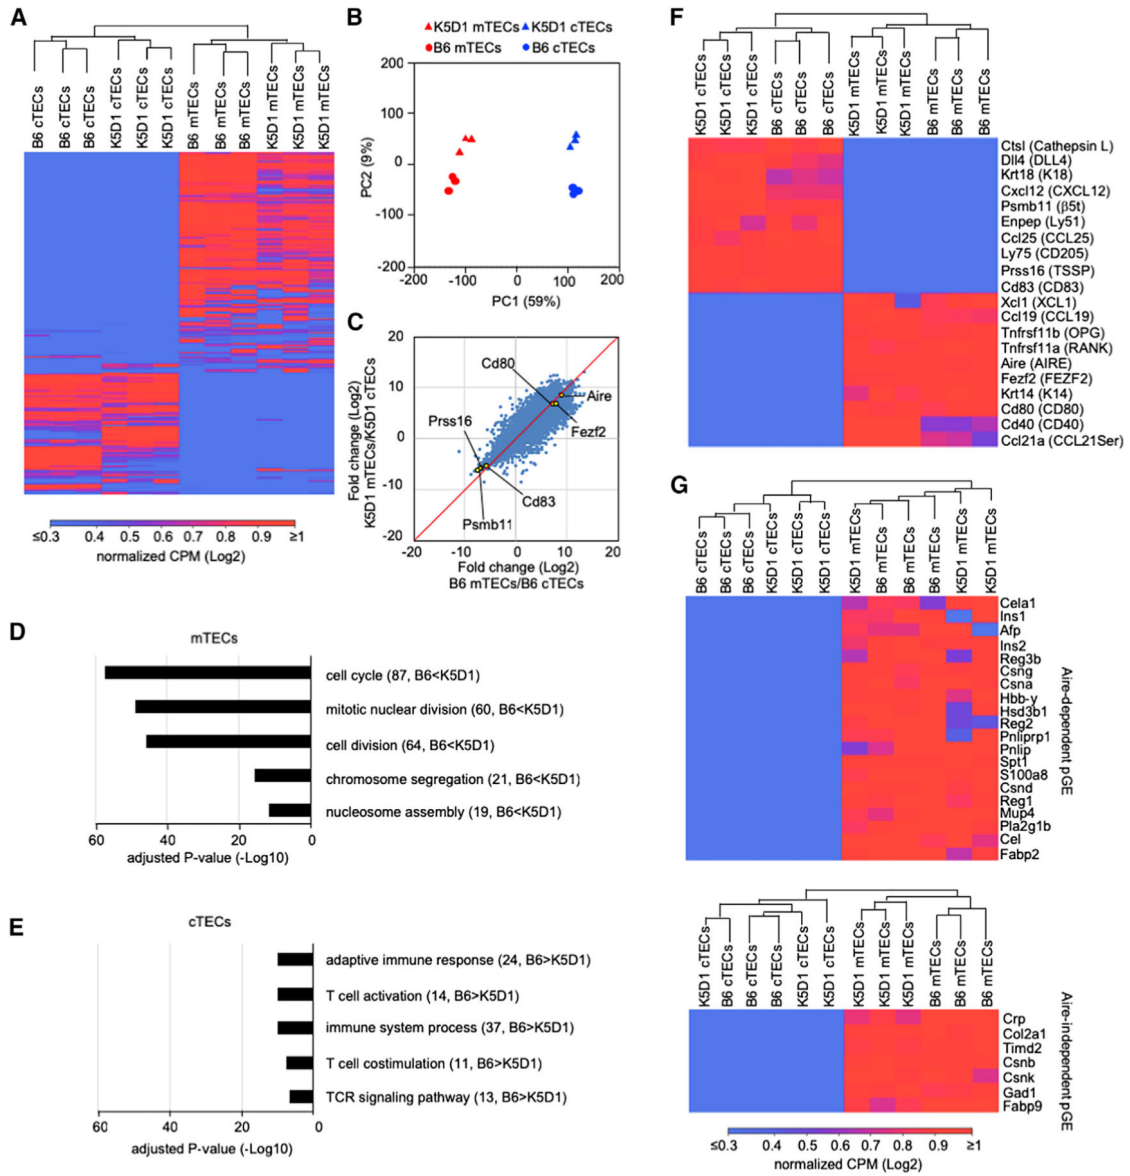 A
B6 cTECs
B6 cTECs
B6 cTECs
K5D1 cTECs
K5D1 cTECs
K5D1 cTECs
B6 mTECs
B6 mTECs
B6 mTECs
K5D1 mTECs
K5D1 mTECs
K5D1 mTECs
≤0.3 0.4 0.5 0.6 0.7 0.8 0.9 ≥1
normalized CPM (Log2)
B
K5D1 mTECs K5D1 cTECs
B6 mTECs B6 cTECs
200
100
0
-100
-200
PC2 (9%)
-200 -100 0 100 200
PC1 (59%)
C
20
10
0
-10
-20
Fold change (Log2)
K5D1 mTECs/K5D1 cTECs
Cd80
Aire
Prss16
Fezf2
Cd83
Psmb11
-20 -10 0 10 20
Fold change (Log2)
B6 mTECs/B6 cTECs
D
mTECs
cell cycle (87, B6<K5D1)
mitotic nuclear division (60, B6<K5D1)
cell division (64, B6<K5D1)
chromosome segregation (21, B6<K5D1)
nucleosome assembly (19, B6<K5D1)
60 40 20 0
adjusted P-value (-Log10)
E
cTECs
adaptive immune response (24, B6>K5D1)
T cell activation (14, B6>K5D1)
immune system process (37, B6>K5D1)
T cell costimulation (11, B6>K5D1)
TCR signaling pathway (13, B6>K5D1)
60 40 20 0
adjusted P-value (-Log10)
F
K5D1 cTECs
K5D1 cTECs
K5D1 cTECs
B6 cTECs
B6 cTECs
B6 cTECs
K5D1 mTECs
K5D1 mTECs
K5D1 mTECs
B6 mTECs
B6 mTECs
B6 mTECs
Ctsl (Cathepsin L)
Dll4 (DLL4)
Krt18 (K18)
Cxcl12 (CXCL12)
Psmb11 (β5t)
Enpep (Ly51)
Ccl25 (CCL25)
Ly75 (CD205)
Prss16 (TSSP)
Cd83 (CD83)
Xcl1 (XCL1)
Ccl19 (CCL19)
Tnfrsf11b (OPG)
Tnfrsf11a (RANK)
Aire (AIRE)
Fezf2 (FEZF2)
Krt14 (K14)
Cd80 (CD80)
Cd40 (CD40)
Ccl21a (CCL21Ser)
G
B6 cTECs
B6 cTECs
B6 cTECs
K5D1 cTECs
K5D1 cTECs
K5D1 cTECs
K5D1 mTECs
B6 mTECs
B6 mTECs
B6 mTECs
K5D1 mTECs
K5D1 mTECs
Cela1
Ins1
Afp
Ins2
Reg3b
Csng
Csna
Hbb-y
Hsd3b1
Reg2
Pnliprp1
Pnlip
Spt1
S100a8
Csnd
Reg1
Mup4
Pla2g1b
Cel
Fabp2
Aire-dependent pGE
K5D1 cTECs
B6 cTECs
B6 cTECs
B6 cTECs
K5D1 cTECs
K5D1 cTECs
K5D1 mTECs
K5D1 mTECs
K5D1 mTECs
B6 mTECs
B6 mTECs
B6 mTECs
Crp
Col2a1
Timd2
Csnb
Csnk
Gad1
Fabp9
Aire-independent pGE
≤0.3 0.4 0.5 0.6 0.7 0.8 0.9 ≥1
normalized CPM (Log2)